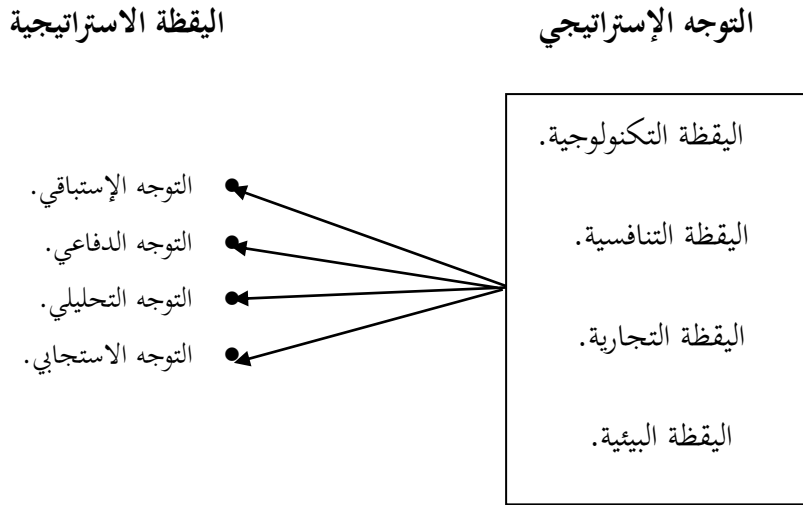 التوجه الإستراتيجي
اليقظة الاستراتيجية
اليقظة التكنولوجية.
اليقظة التنافسية.
اليقظة التجارية.
اليقظة البيئية.
التوجه الإستباقي.
التوجه الدفاعي.
التوجه التحليلي.
التوجه الاستجابي.